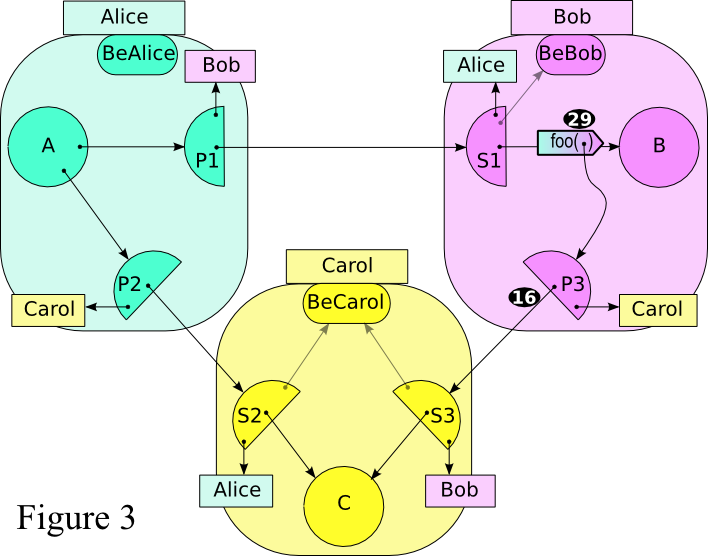 Alice
Bob
BeAlice
BeBob
Bob
Alice
29
foo( )
A
P1
S1
B
P2
P3
Carol
16
Carol
BeCarol
Carol
S2
S3
Alice
C
Bob
Figure 3